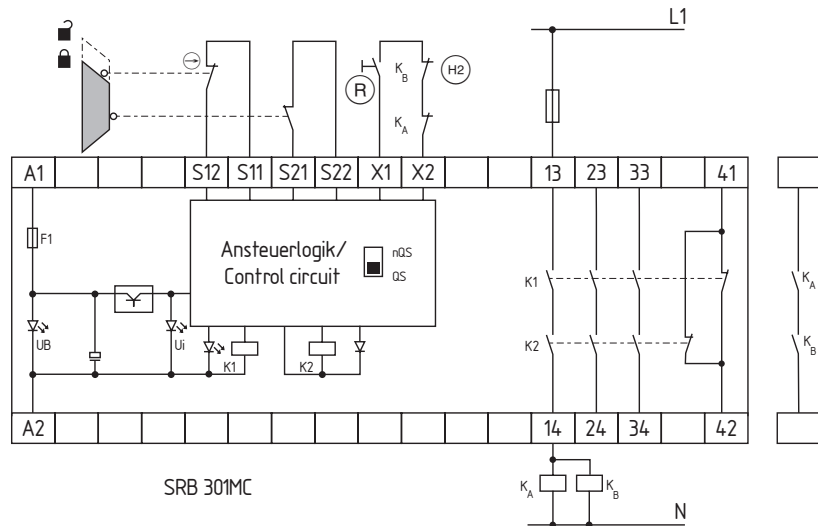 L1
K_B
H2
R
K_A
A1 S12 S11 S21 S22 X1 X2 13 23 33 41
F1
Ansteuerlogik/
Control circuit
nQS
QS
K1
K_A
UB
Ui
K1
K2
K2
K_B
A2 14 24 34 42
SRB 301MC
K_A
K_B
N